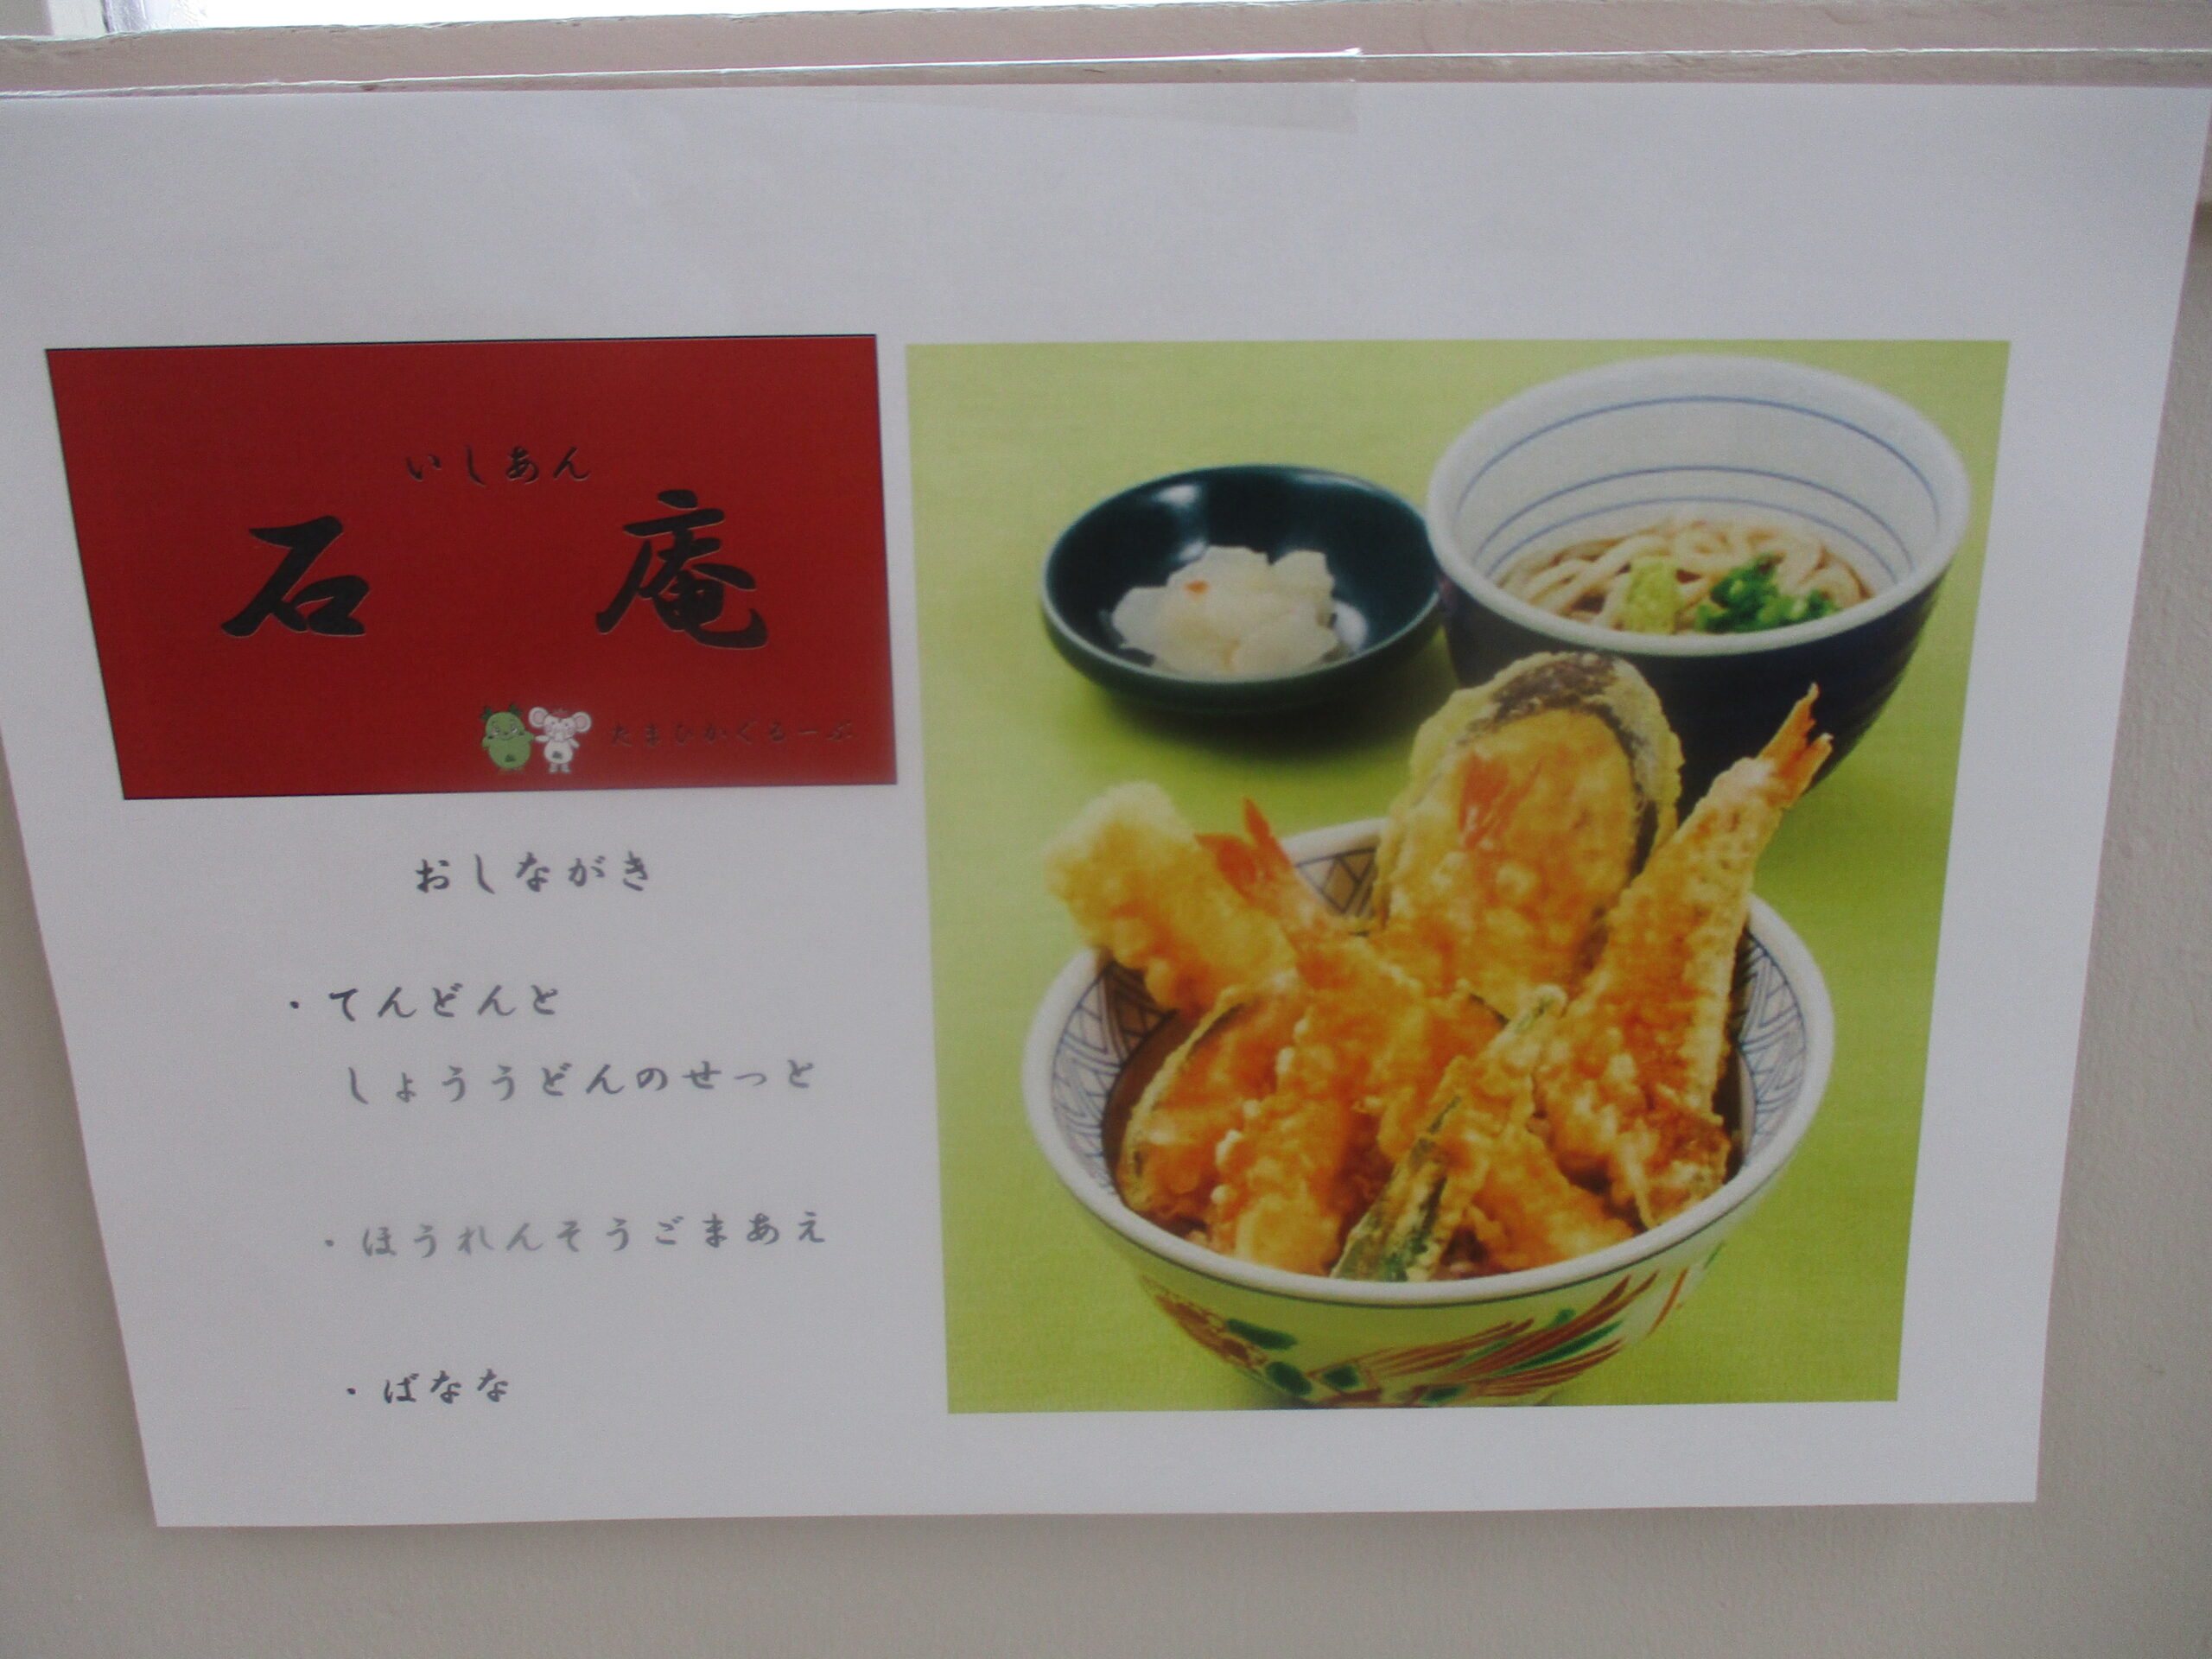 いしあん
石 庵
たまひかぐるーぷ
おしながき
・てんどんと
しょううどんのせっと
・ほうれんそうごまあえ
・ばなな